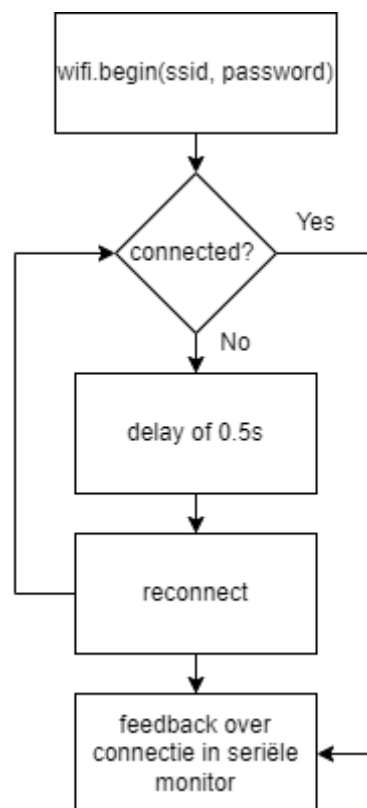 wifi.begin(ssid, password)
connected?
Yes
No
delay of 0.5s
reconnect
feedback over
connectie in seriële
monitor